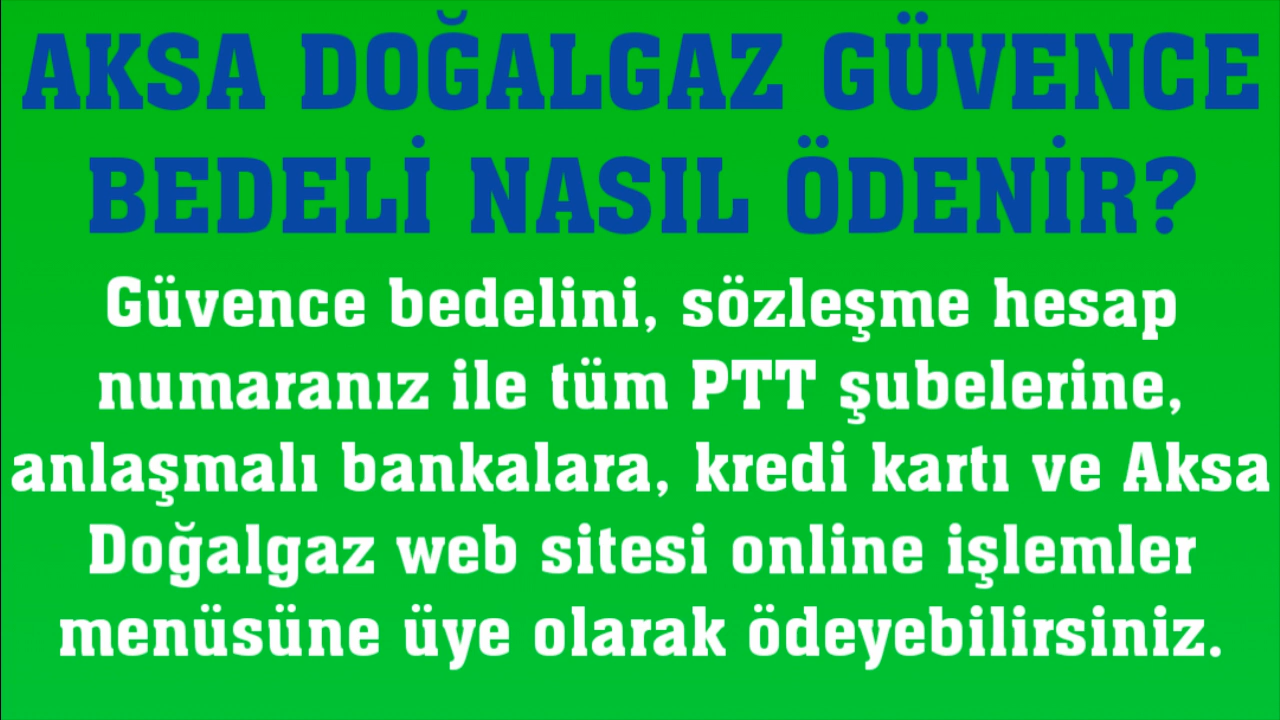 AKSA DOĞALGAZ GÜVENCE
BEDELİ NASIL ÖDENİR?
Güvence bedelini, sözleşme hesap
numaranız ile tüm PTT şubelerine,
anlaşmalı bankalara, kredi kartı ve Aksa
Doğalgaz web sitesi online işlemler
menüsüne üye olarak ödeyebilirsiniz.